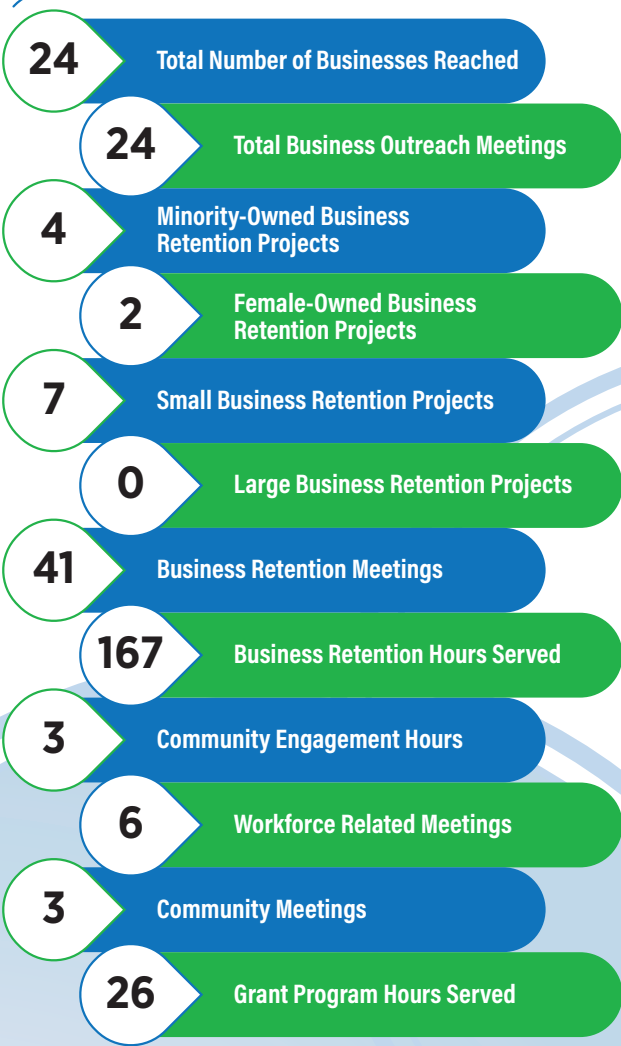 24
Total Number of Businesses Reached
24
Total Business Outreach Meetings
4
Minority-Owned Business
Retention Projects
2
Female-Owned Business
Retention Projects
7
Small Business Retention Projects
0
Large Business Retention Projects
41
Business Retention Meetings
167
Business Retention Hours Served
3
Community Engagement Hours
6
Workforce Related Meetings
3
Community Meetings
26
Grant Program Hours Served